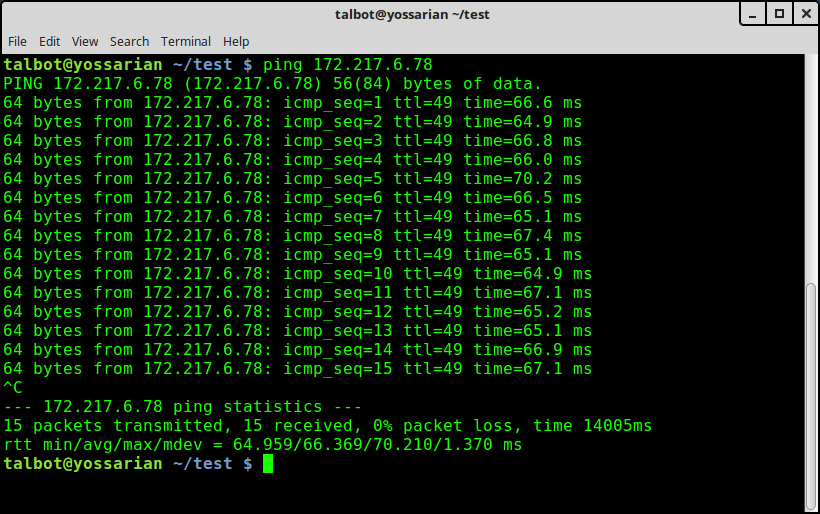 talbot@yossarian ~/test
File Edit View Search Terminal Help
talbot@yossarian ~/test $ ping 172.217.6.78
PING 172.217.6.78 (172.217.6.78) 56(84) bytes of data.
64 bytes from 172.217.6.78: icmp_seq=1 ttl=49 time=66.6 ms
64 bytes from 172.217.6.78: icmp_seq=2 ttl=49 time=64.9 ms
64 bytes from 172.217.6.78: icmp_seq=3 ttl=49 time=66.8 ms
64 bytes from 172.217.6.78: icmp_seq=4 ttl=49 time=66.0 ms
64 bytes from 172.217.6.78: icmp_seq=5 ttl=49 time=70.2 ms
64 bytes from 172.217.6.78: icmp_seq=6 ttl=49 time=66.5 ms
64 bytes from 172.217.6.78: icmp_seq=7 ttl=49 time=65.1 ms
64 bytes from 172.217.6.78: icmp_seq=8 ttl=49 time=67.4 ms
64 bytes from 172.217.6.78: icmp_seq=9 ttl=49 time=65.1 ms
64 bytes from 172.217.6.78: icmp_seq=10 ttl=49 time=64.9 ms
64 bytes from 172.217.6.78: icmp_seq=11 ttl=49 time=67.1 ms
64 bytes from 172.217.6.78: icmp_seq=12 ttl=49 time=65.2 ms
64 bytes from 172.217.6.78: icmp_seq=13 ttl=49 time=65.1 ms
64 bytes from 172.217.6.78: icmp_seq=14 ttl=49 time=66.9 ms
64 bytes from 172.217.6.78: icmp_seq=15 ttl=49 time=67.1 ms
^C
--- 172.217.6.78 ping statistics ---
15 packets transmitted, 15 received, 0% packet loss, time 14005ms
rtt min/avg/max/mdev = 64.959/66.369/70.210/1.370 ms
talbot@yossarian ~/test $